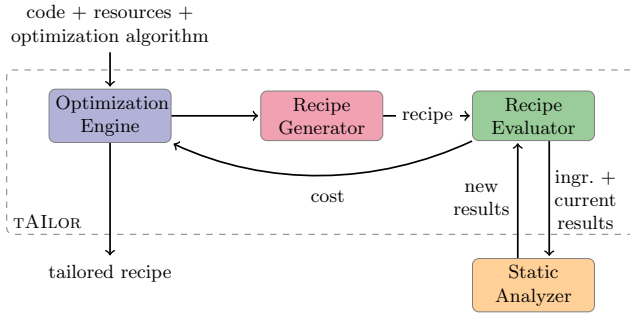 code + resources +
optimization algorithm
Optimization
Engine
Recipe
Generator
recipe
Recipe
Evaluator
cost
new
results
ingr. +
current
results
TAILOR
tailored recipe
Static
Analyzer